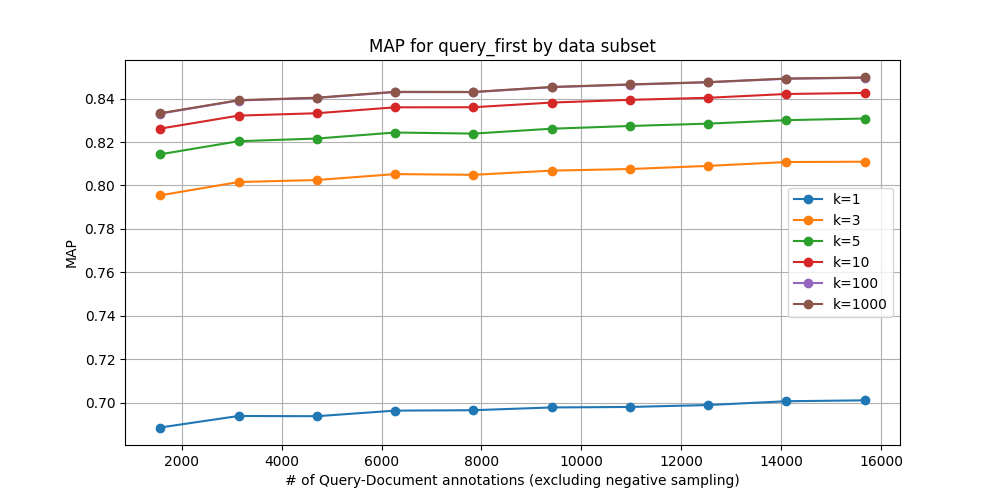 MAP for query_first by data subset
MAP
0.84
0.82
0.80
0.78
0.76
0.74
0.72
0.70
k=1
k=3
k=5
k=10
k=100
k=1000
2000 4000 6000 8000 10000 12000 14000 16000
# of Query-Document annotations (excluding negative sampling)